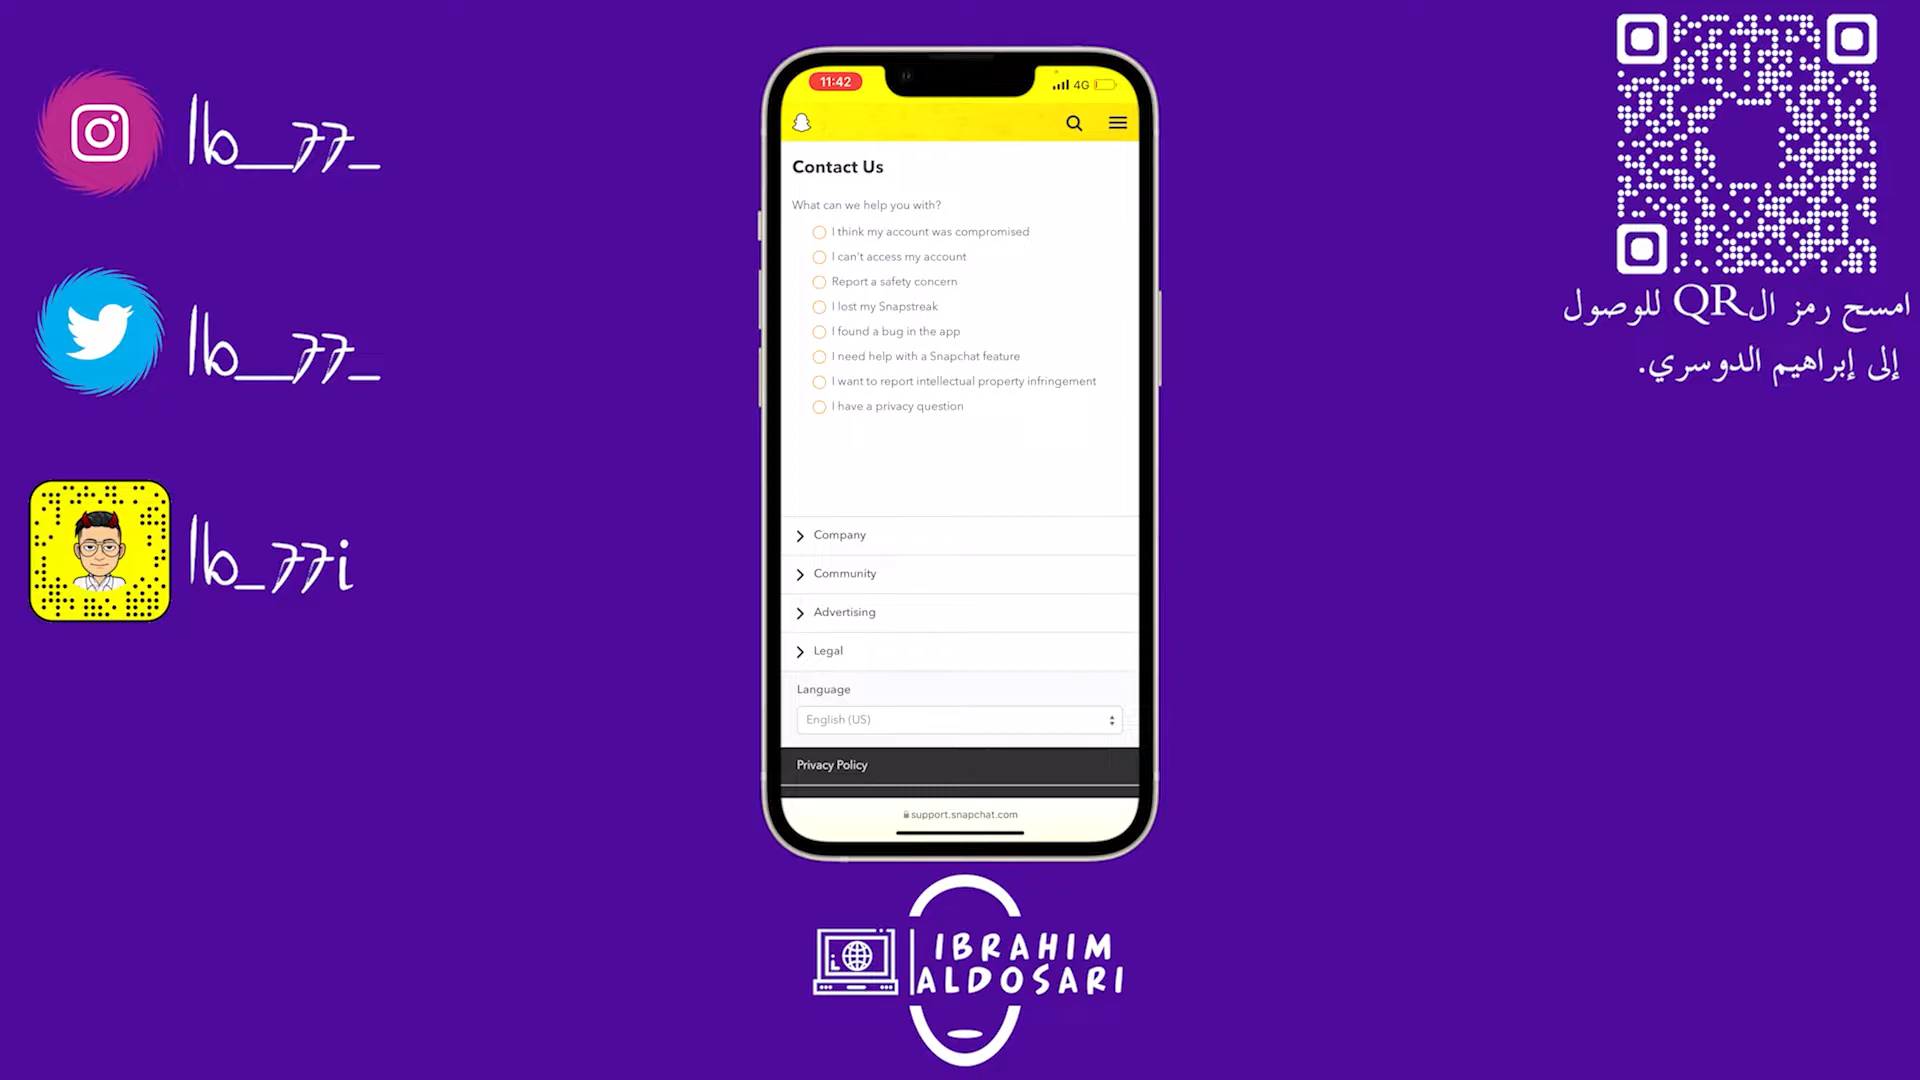 lb__77_
lb__77_
lb_77i
11:42
4G
Contact Us
What can we help you with?
I think my account was compromised
I can't access my account
Report a safety concern
I lost my Snapstreak
I found a bug in the app
I need help with a Snapchat feature
I want to report intellectual property infringement
I have a privacy question
Company
Community
Advertising
Legal
Language
English (US)
Privacy Policy
support.snapchat.com
امسح رمز الQR للوصول
إلى إبراهيم الدوسري.
IBRAHIM
ALDOSARI